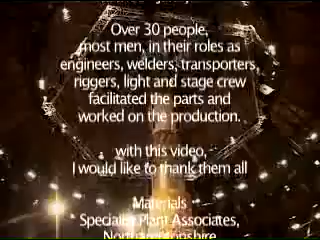 Over 30 people,
most men, in their roles as
engineers, welders, transporters,
riggers, light and stage crew
facilitated the parts and
worked on the production.
with this video,
I would like to thank them all
Materials
Specialist Plant Associates,
Northamptonshire